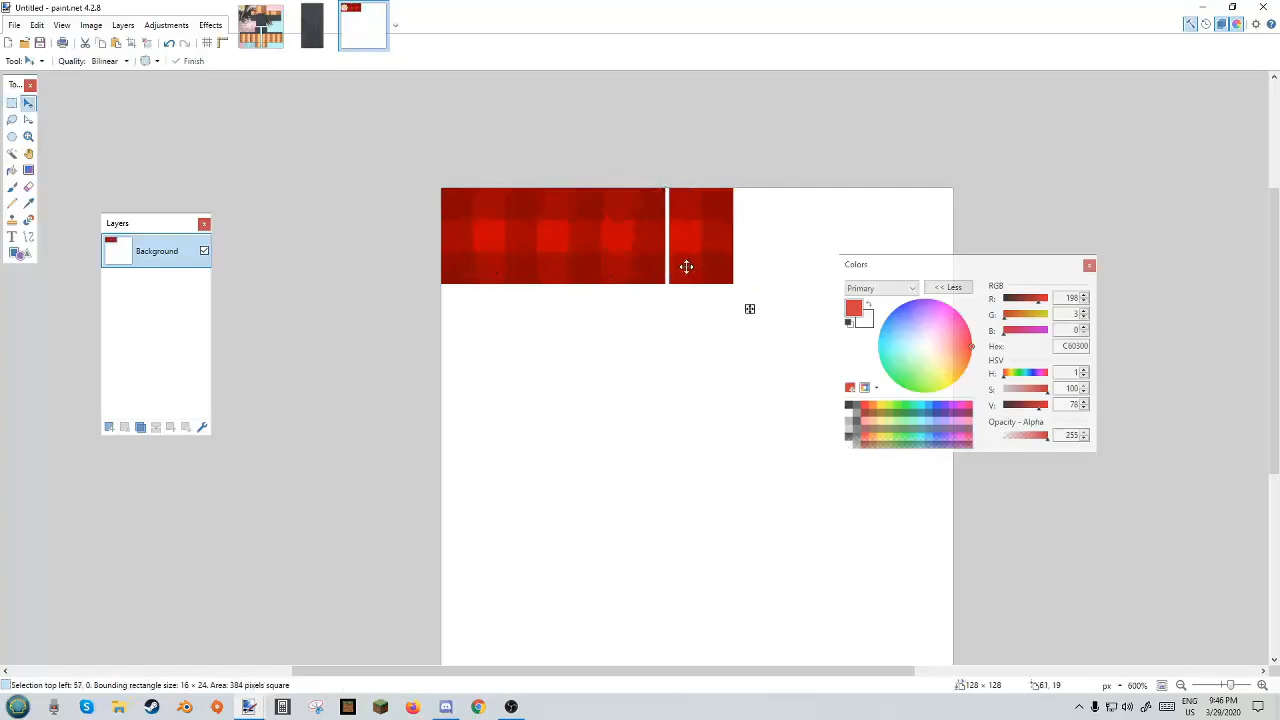 Untitled - paint.net 4.2.8
File Edit View Image Layers Adjustments Effects
Tool: Quality: Bilinear Finish
To...
Layers
Background
Colors
Primary << Less
RGB
R: 198
G: 3
B: 0
Hex: C60300
HSV
H: 1
S: 100
V: 78
Opacity - Alpha
255
Selection top left: 57, 0. Bounding rectangle size: 16 × 24. Area: 384 pixels square
128 × 128 61, 19 px 600%
ENG 9:46 PM
US 3/29/2020